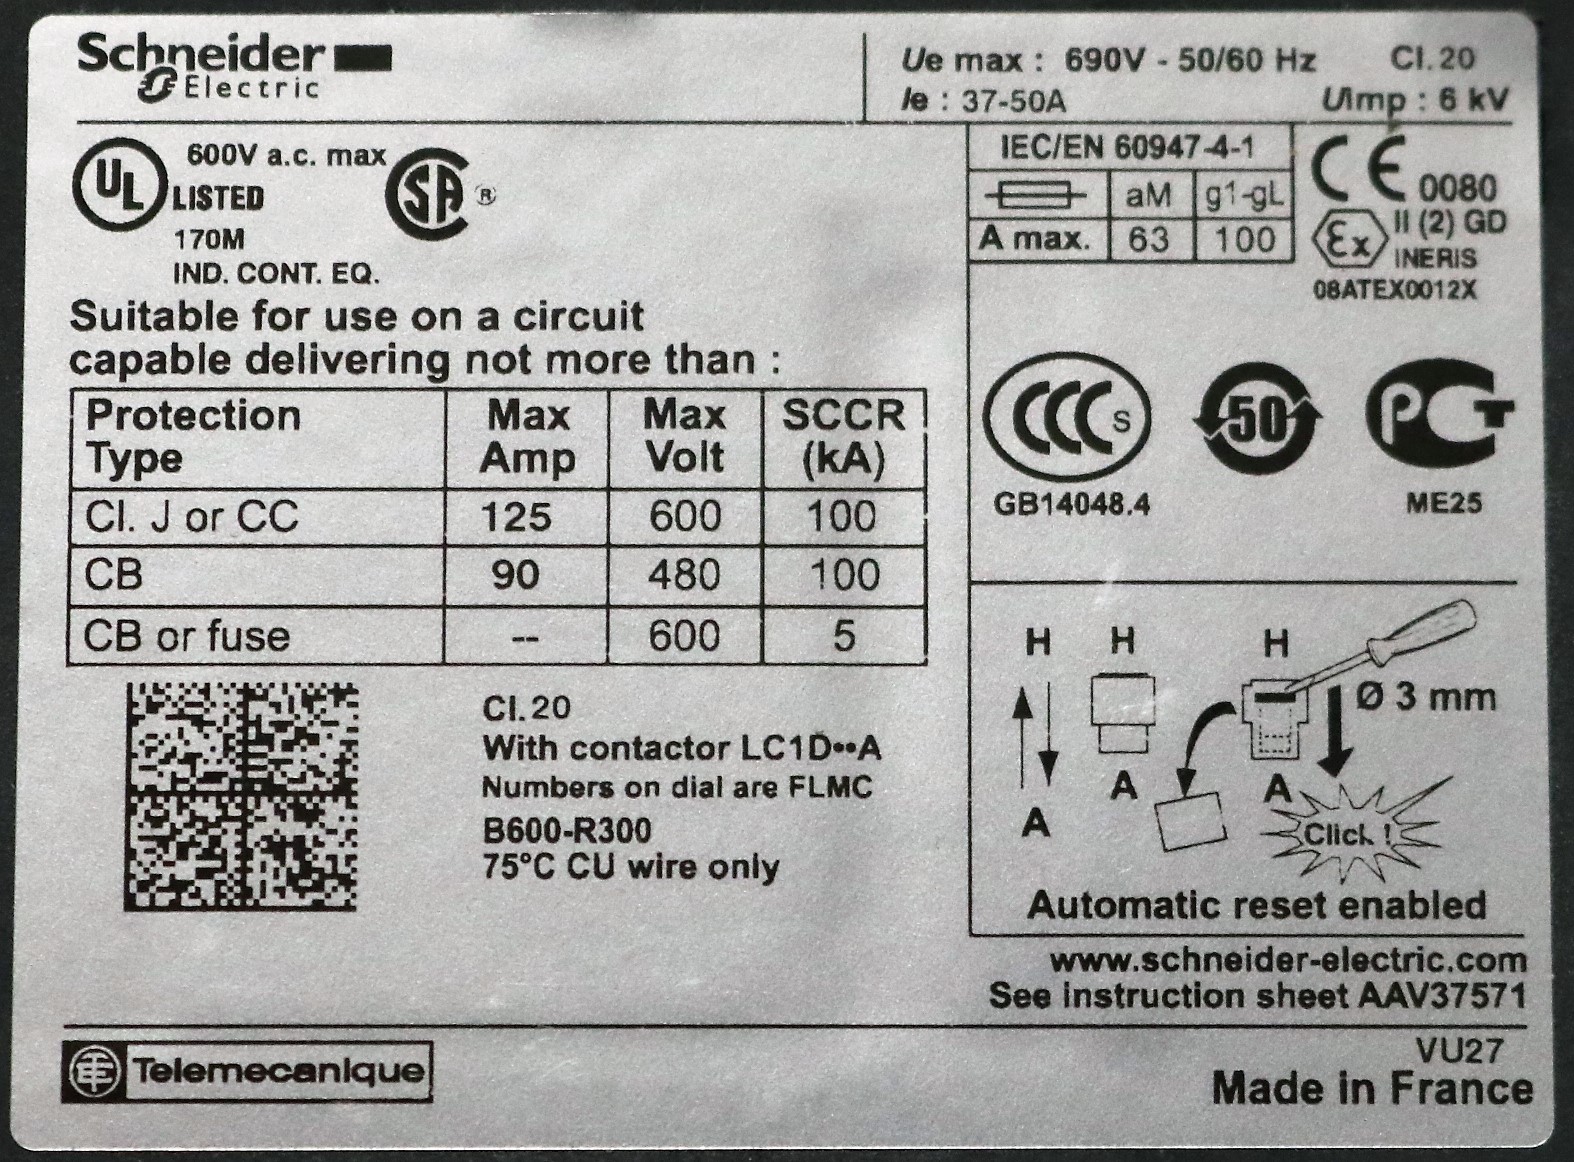 Schneider
Electric
Ue max : 690V - 50/60 Hz Cl. 20
Ie : 37-50A Uimp : 6 kV
UL
LISTED
600V a.c. max
170M
IND. CONT. EQ.
SA ®
IEC/EN 60947-4-1
aM g1-gL
A max. 63 100
CE 0080
Ex II (2) GD
INERIS
08ATEX0012X
Suitable for use on a circuit
capable delivering not more than :
Protection Type Max Amp Max Volt SCCR (kA)
Cl. J or CC 125 600 100
CB 90 480 100
CB or fuse -- 600 5
CCC S
GB14048.4
50
PCT
ME25
Cl. 20
With contactor LC1D••A
Numbers on dial are FLMC
B600-R300
75°C CU wire only
H H H
Ø 3 mm
A A A
Click !
Automatic reset enabled
www.schneider-electric.com
See instruction sheet AAV37571
Telemecanique
VU27
Made in France